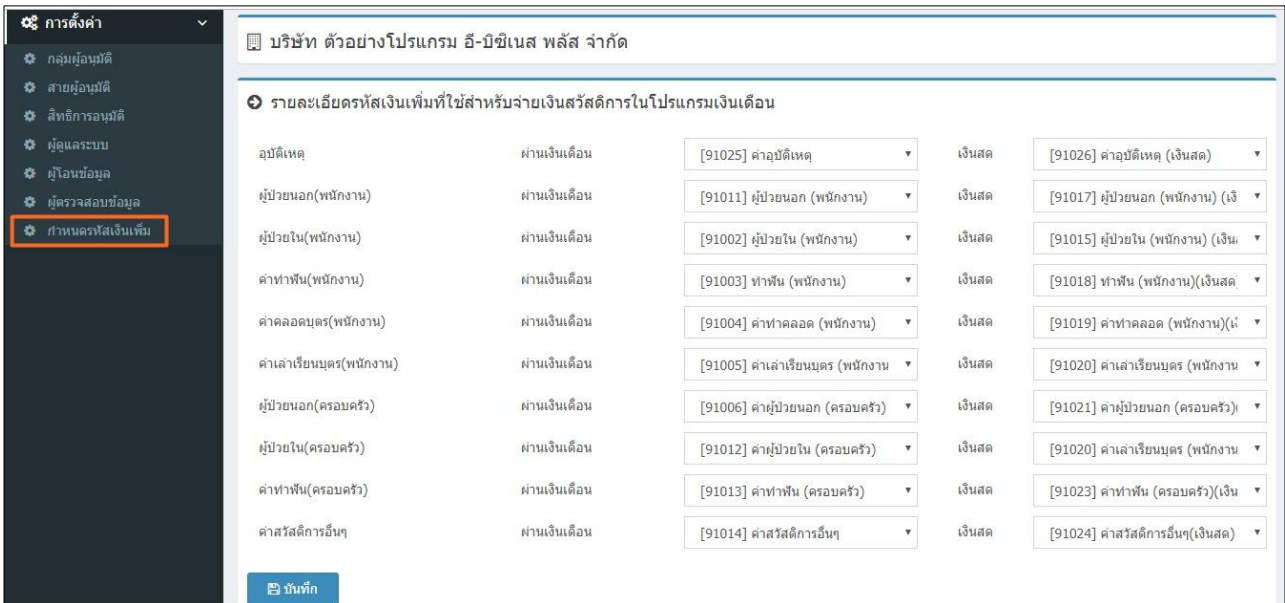 การตั้งค่า
กลุ่มผู้อนุมัติ
สายผู้อนุมัติ
สิทธิการอนุมัติ
ผู้ดูแลระบบ
ผู้โอนข้อมูล
ผู้ตรวจสอบข้อมูล
กำหนดรหัสเงินเพิ่ม
บริษัท ตัวอย่างโปรแกรม อี-บิซิเนส พลัส จำกัด
รายละเอียดรหัสเงินเพิ่มที่ใช้สำหรับจ่ายเงินสวัสดิการในโปรแกรมเงินเดือน
อุบัติเหตุ ผ่านเงินเดือน [91025] ค่าอุบัติเหตุ เงินสด [91026] ค่าอุบัติเหตุ (เงินสด)
ผู้ป่วยนอก(พนักงาน) ผ่านเงินเดือน [91011] ผู้ป่วยนอก (พนักงาน) เงินสด [91017] ผู้ป่วยนอก (พนักงาน) (เงิ
ผู้ป่วยใน(พนักงาน) ผ่านเงินเดือน [91002] ผู้ป่วยใน (พนักงาน) เงินสด [91015] ผู้ป่วยใน (พนักงาน) (เงิน
ค่าทำฟัน(พนักงาน) ผ่านเงินเดือน [91003] ทำฟัน (พนักงาน) เงินสด [91018] ทำฟัน (พนักงาน)(เงินสด
ค่าคลอดบุตร(พนักงาน) ผ่านเงินเดือน [91004] ค่าทำคลอด (พนักงาน) เงินสด [91019] ค่าทำคลอด (พนักงาน)(เ
ค่าเล่าเรียนบุตร(พนักงาน) ผ่านเงินเดือน [91005] ค่าเล่าเรียนบุตร (พนักงาน เงินสด [91020] ค่าเล่าเรียนบุตร (พนักงาน
ผู้ป่วยนอก(ครอบครัว) ผ่านเงินเดือน [91006] ค่าผู้ป่วยนอก (ครอบครัว) เงินสด [91021] ค่าผู้ป่วยนอก (ครอบครัว)
ผู้ป่วยใน(ครอบครัว) ผ่านเงินเดือน [91012] ค่าผู้ป่วยใน (ครอบครัว) เงินสด [91020] ค่าเล่าเรียนบุตร (พนักงาน
ค่าทำฟัน(ครอบครัว) ผ่านเงินเดือน [91013] ค่าทำฟัน (ครอบครัว) เงินสด [91023] ค่าทำฟัน (ครอบครัว)(เงิน
ค่าสวัสดิการอื่นๆ ผ่านเงินเดือน [91014] ค่าสวัสดิการอื่นๆ เงินสด [91024] ค่าสวัสดิการอื่นๆ(เงินสด)
บันทึก